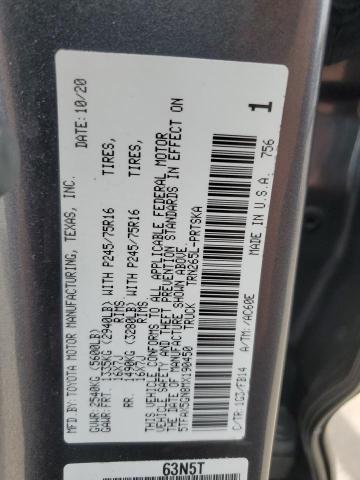 MFD. BY: TOYOTA MOTOR MANUFACTURING, TEXAS, INC.
DATE: 10/20
GVWR: 2540KG (5600LB)
GAWR: FRT. 1335KG (2940LB) WITH P245/75R16 TIRES,
16X7J RIMS,
RR. 1490KG (3280LB) WITH P245/75R16 TIRES,
16X7J RIMS,
THIS VEHICLE CONFORMS TO ALL APPLICABLE FEDERAL MOTOR
VEHICLE SAFETY AND THEFT PREVENTION STANDARDS IN EFFECT ON
THE DATE OF MANUFACTURE SHOWN ABOVE.
5TFAX5GN8MX190450 TRUCK
TRN265L-PRTSKA
1
C/TR:1G3/FB14 A/TM:/AC60E
MADE IN U.S.A. 756
63N5T